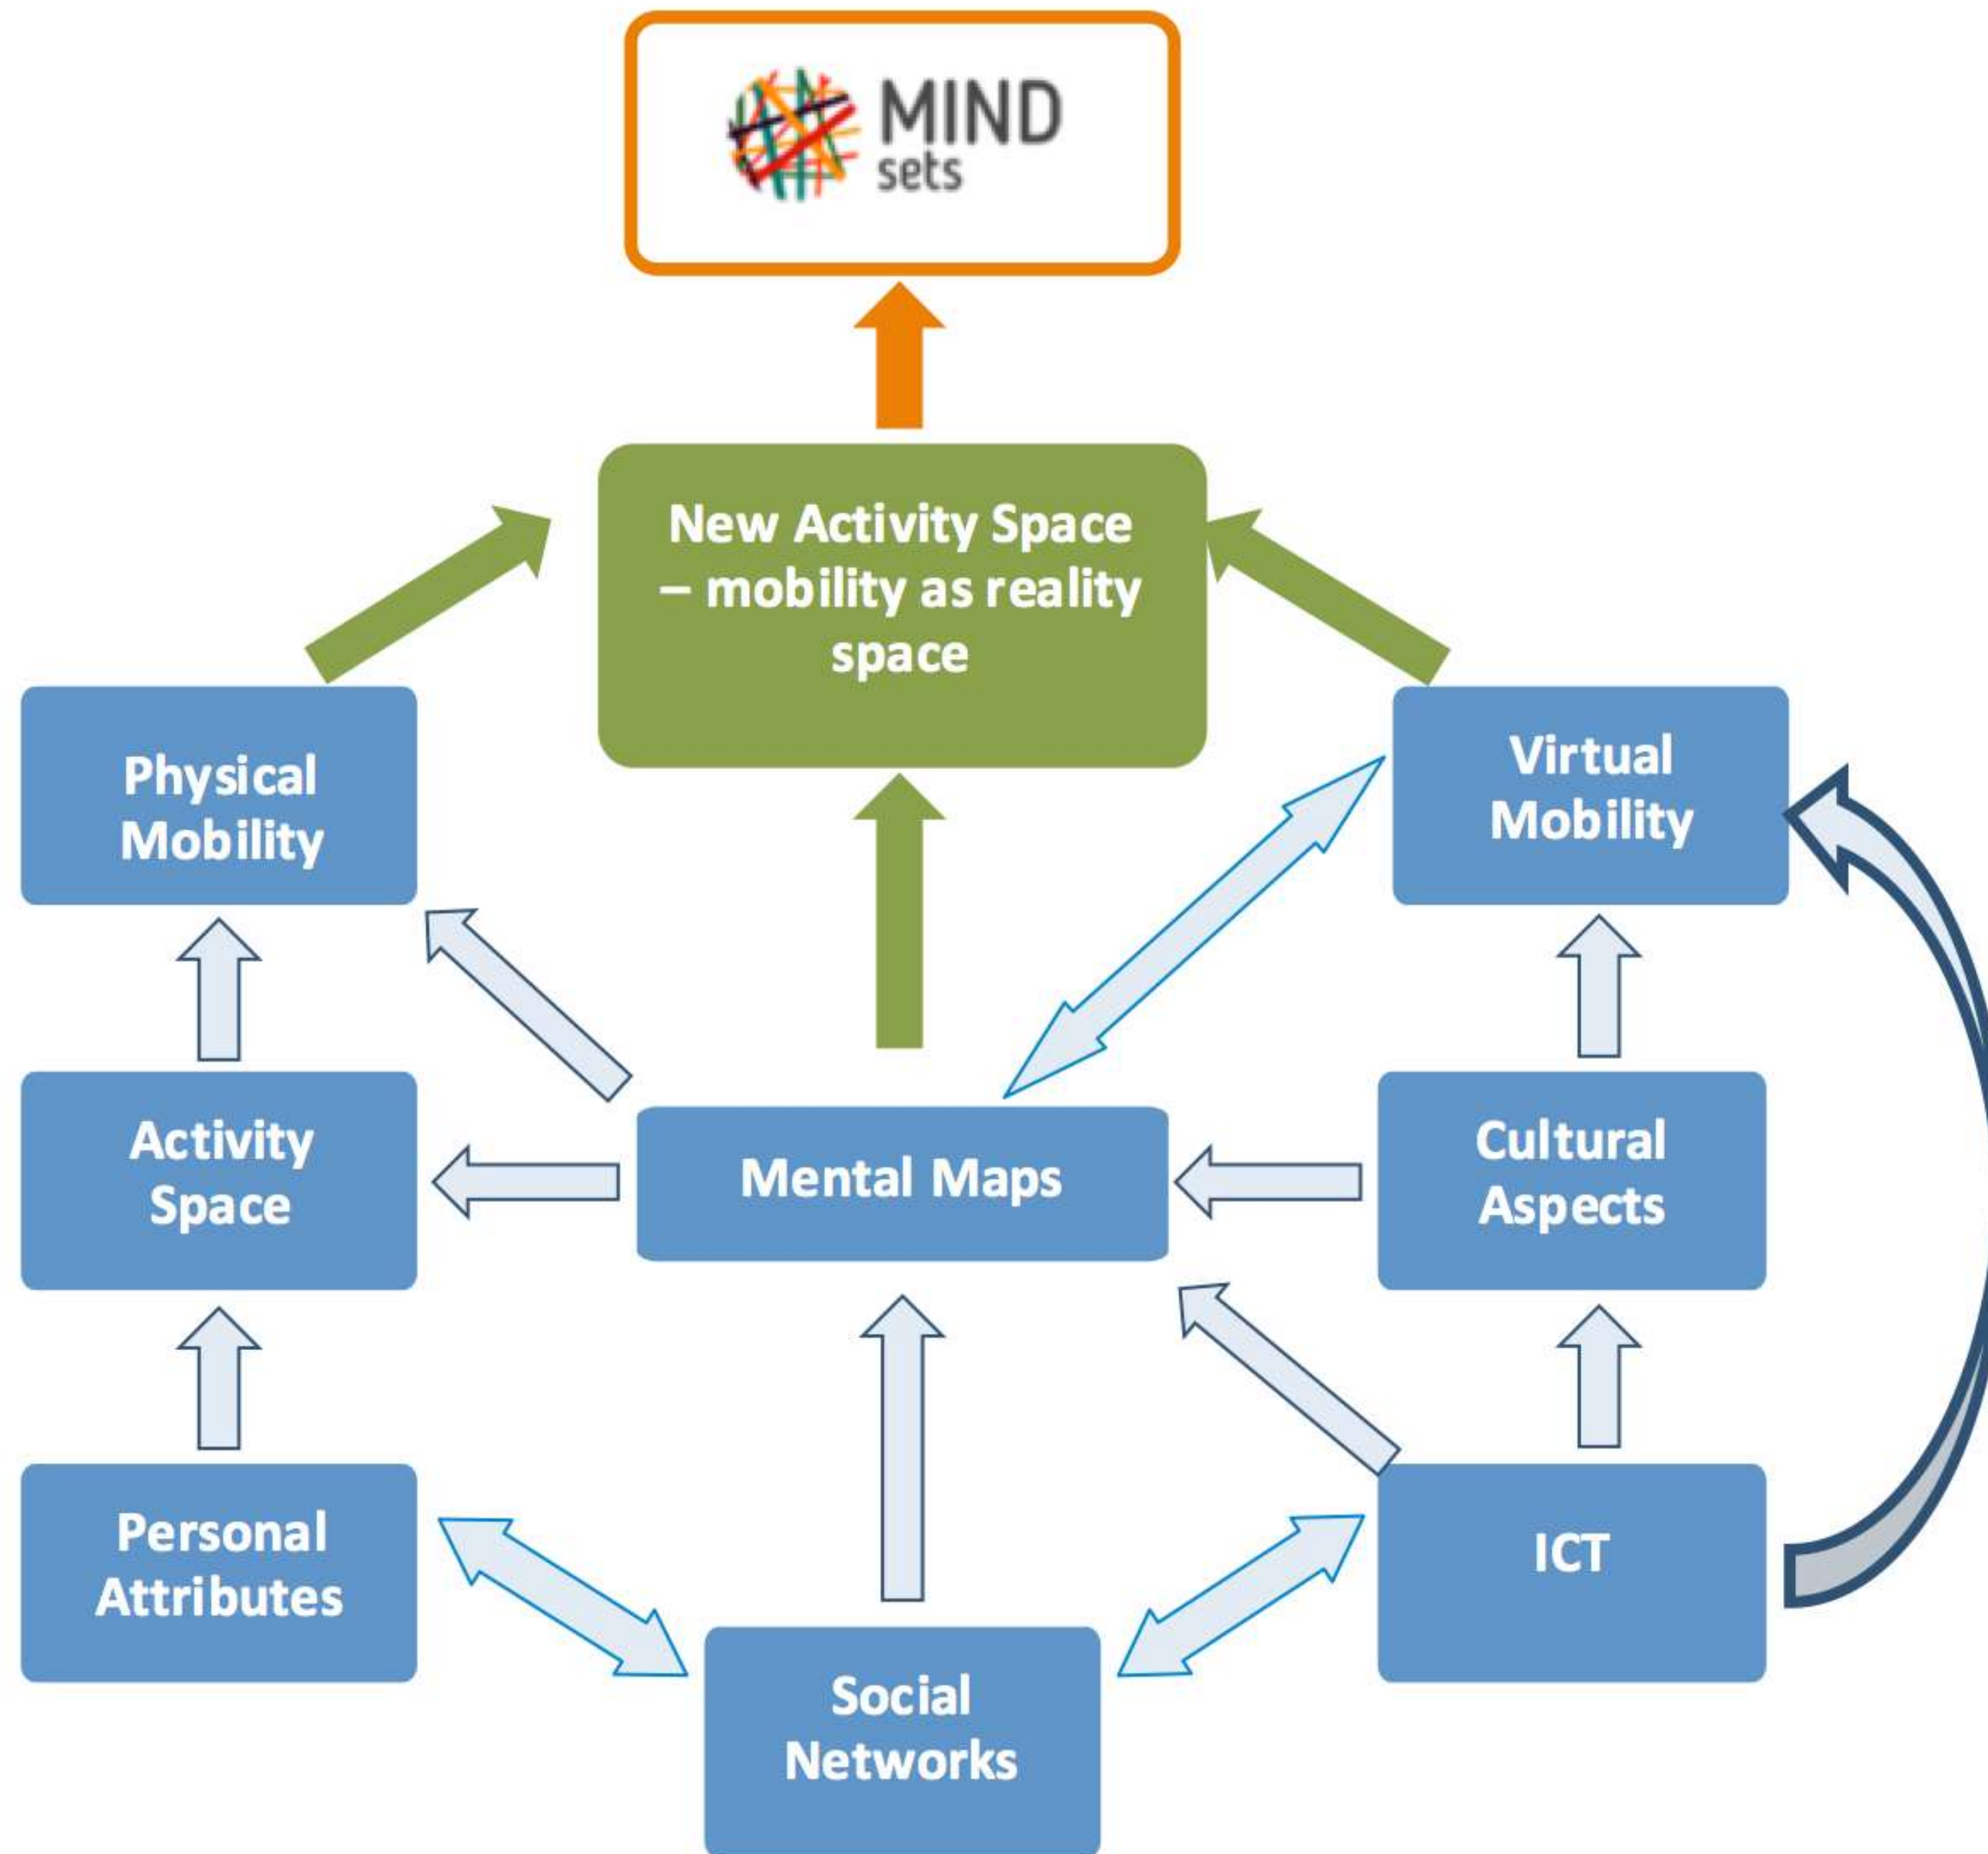 MIND
sets
New Activity Space
– mobility as reality
space
Physical
Mobility
Virtual
Mobility
Activity
Space
Mental Maps
Cultural
Aspects
Personal
Attributes
ICT
Social
Networks